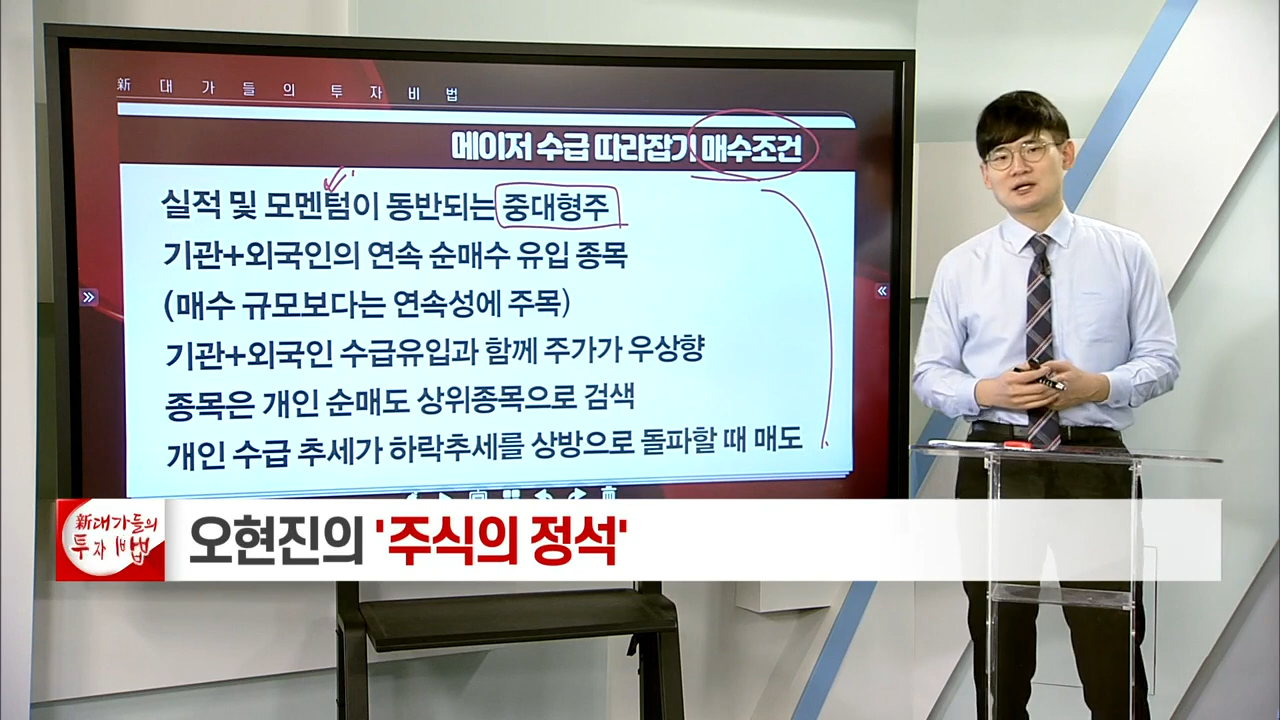 新 대 가 들 의 투 자 비 법
메이저 수급 따라잡기 매수조건
실적 및 모멘텀이 동반되는 중대형주
기관+외국인의 연속 순매수 유입 종목
(매수 규모보다는 연속성에 주목)
기관+외국인 수급유입과 함께 주가가 우상향
종목은 개인 순매도 상위종목으로 검색
개인 수급 추세가 하락추세를 상방으로 돌파할 때 매도
新대가들의
투자 비법
오현진의 '주식의 정석'